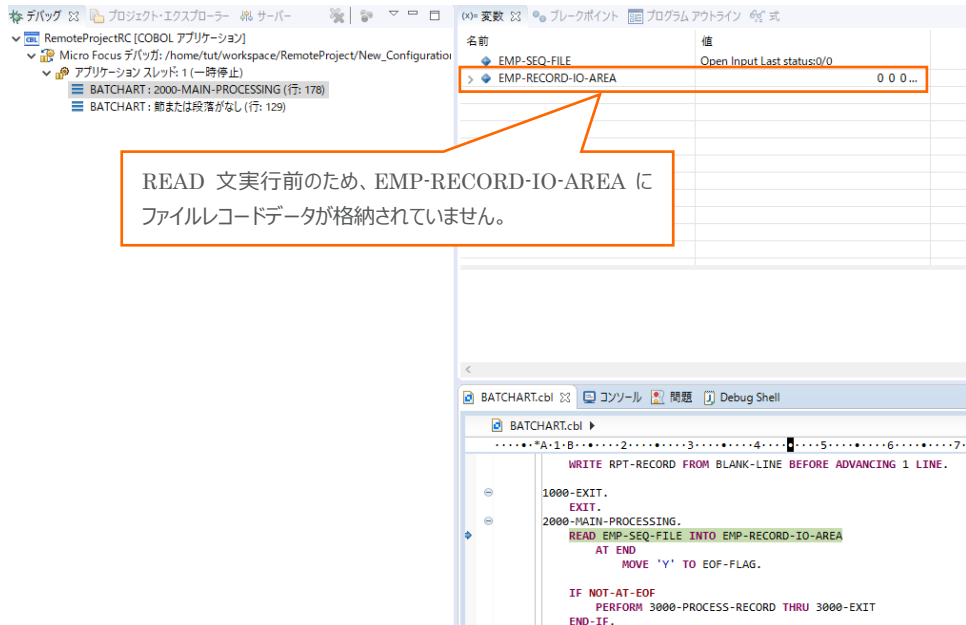 デバッグ プロジェクト・エクスプローラー サーバー
RemoteProjectRC [COBOL アプリケーション]
Micro Focus デバッガ: /home/tut/workspace/RemoteProject/New_Configuration
アプリケーション スレッド: 1 (一時停止)
BATCHART : 2000-MAIN-PROCESSING (行: 178)
BATCHART : 節または段落がなし (行: 129)
(x)= 変数 ブレークポイント プログラム アウトライン 式
名前 値
EMP-SEQ-FILE Open Input Last status:0/0
EMP-RECORD-IO-AREA 0 0 0...
READ 文実行前のため、EMP-RECORD-IO-AREA に
ファイルレコードデータが格納されていません。
BATCHART.cbl コンソール 問題 Debug Shell
BATCHART.cbl
····•·*A·1·B··•····2····•····3····•····4····•····5····•····6····•····7·
WRITE RPT-RECORD FROM BLANK-LINE BEFORE ADVANCING 1 LINE.
1000-EXIT.
EXIT.
2000-MAIN-PROCESSING.
READ EMP-SEQ-FILE INTO EMP-RECORD-IO-AREA
AT END
MOVE 'Y' TO EOF-FLAG.
IF NOT-AT-EOF
PERFORM 3000-PROCESS-RECORD THRU 3000-EXIT
END-IF.